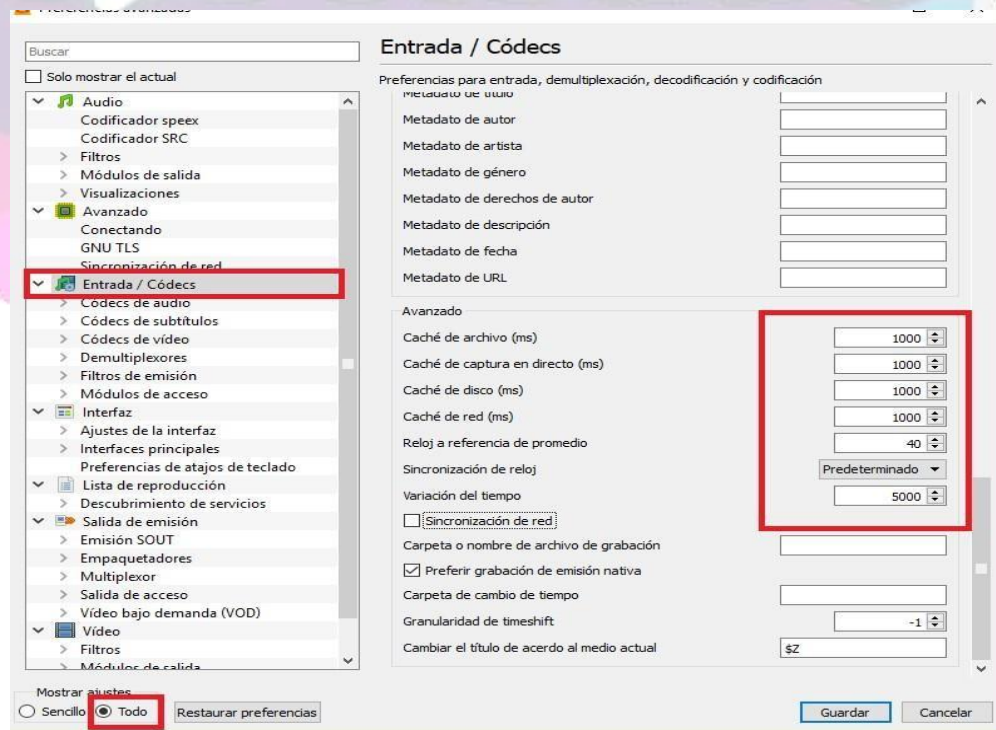 Preferencias avanzadas
Buscar
Solo mostrar el actual
Audio
Codificador speex
Codificador SRC
Filtros
Módulos de salida
Visualizaciones
Avanzado
Conectando
GNU TLS
Sincronización de red
Entrada / Códecs
Códecs de audio
Códecs de subtítulos
Códecs de vídeo
Demultiplexores
Filtros de emisión
Módulos de acceso
Interfaz
Ajustes de la interfaz
Interfaces principales
Preferencias de atajos de teclado
Lista de reproducción
Descubrimiento de servicios
Salida de emisión
Emisión SOUT
Empaquetadores
Multiplexor
Salida de acceso
Vídeo bajo demanda (VOD)
Vídeo
Filtros
Módulos de salida
Mostrar ajustes
Sencillo Todo Restaurar preferencias
Entrada / Códecs
Preferencias para entrada, demultiplexación, decodificación y codificación
Metadato de título
Metadato de autor
Metadato de artista
Metadato de género
Metadato de derechos de autor
Metadato de descripción
Metadato de fecha
Metadato de URL
Avanzado
Caché de archivo (ms) 1000
Caché de captura en directo (ms) 1000
Caché de disco (ms) 1000
Caché de red (ms) 1000
Reloj a referencia de promedio 40
Sincronización de reloj Predeterminado
Variación del tiempo 5000
Sincronización de red
Carpeta o nombre de archivo de grabación
Preferir grabación de emisión nativa
Carpeta de cambio de tiempo
Granularidad de timeshift -1
Cambiar el título de acerdo al medio actual $Z
Guardar Cancelar